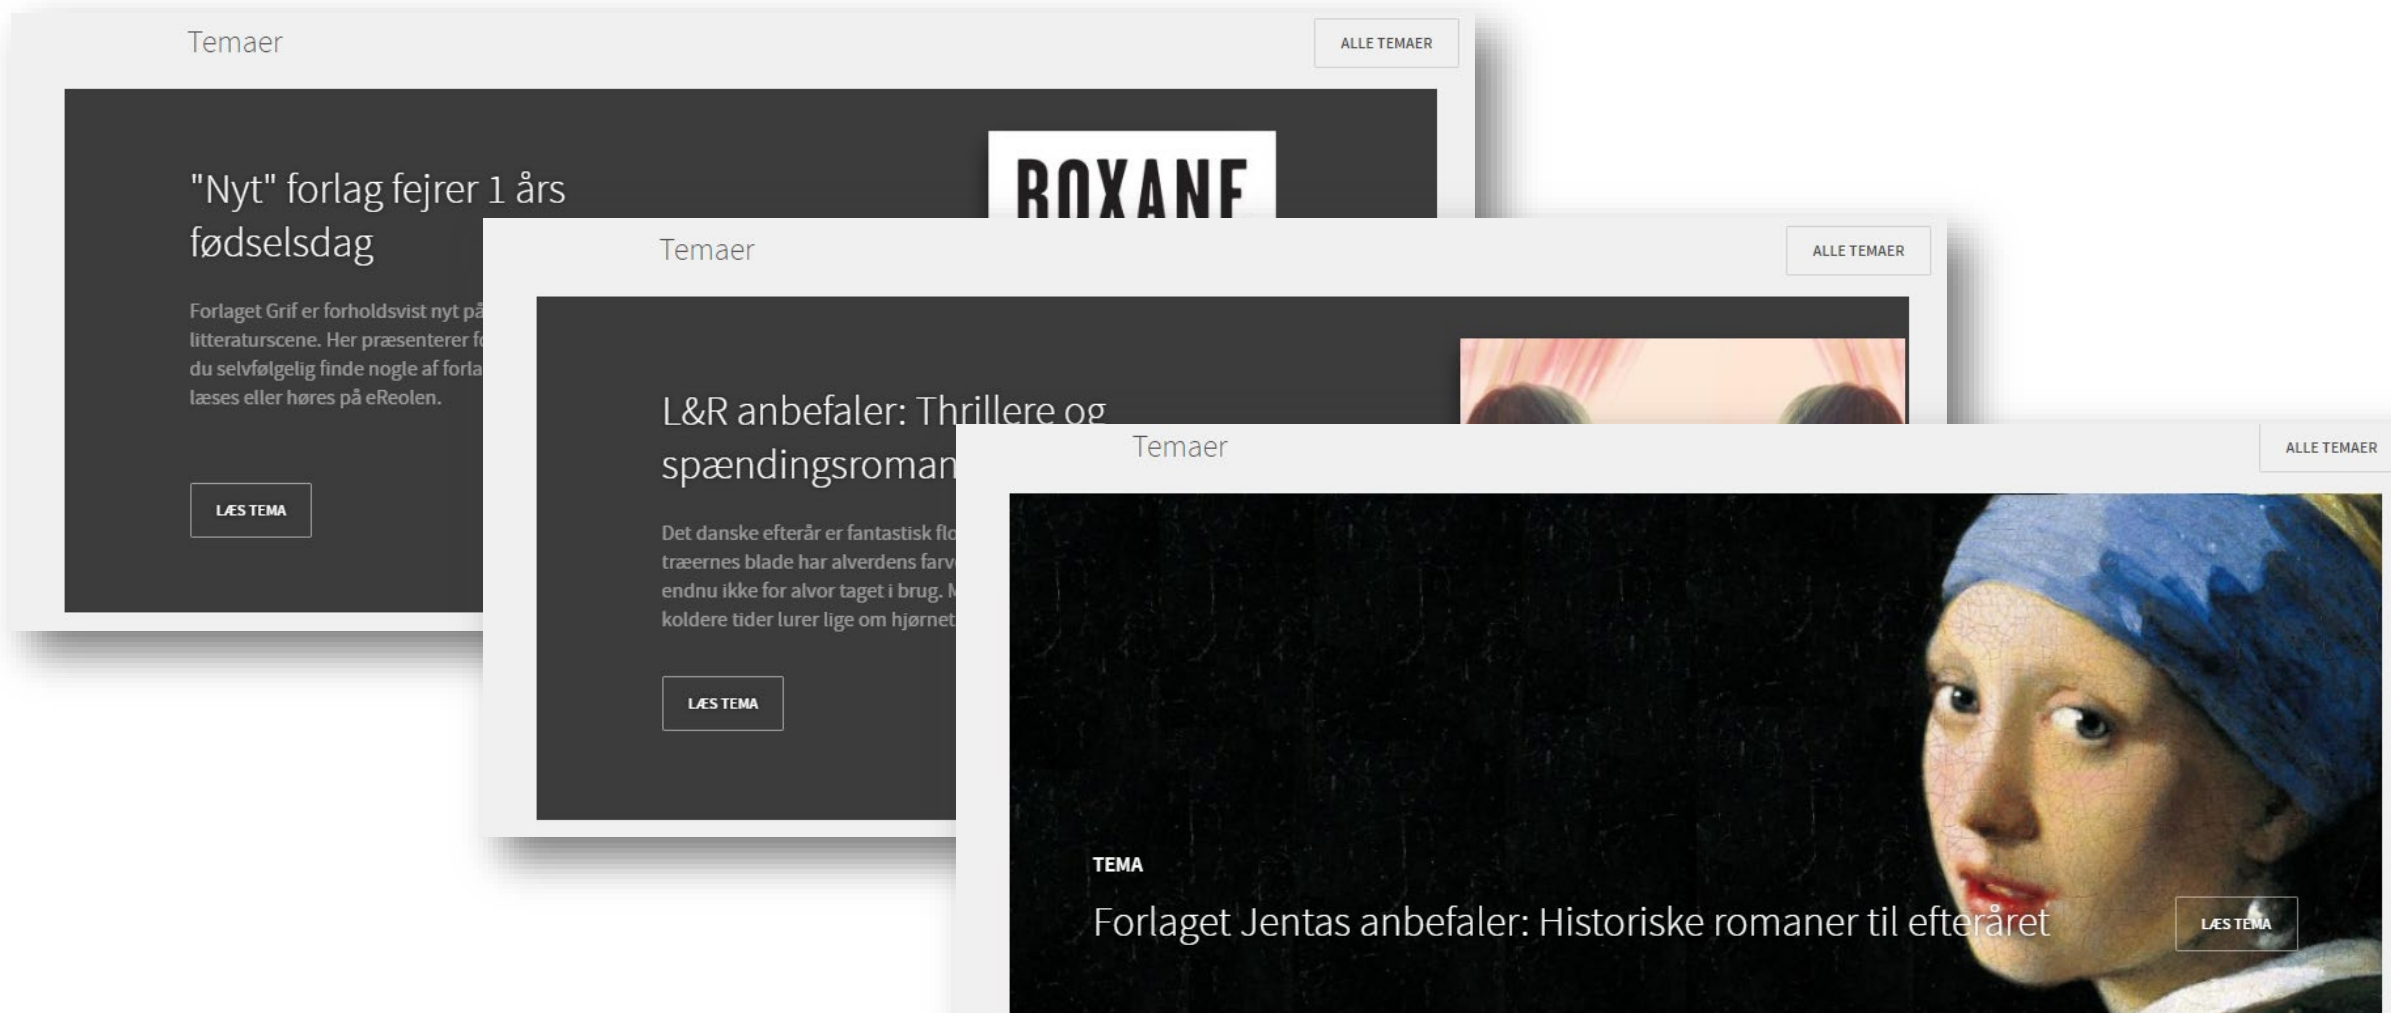 Temaer
ALLE TEMAER
"Nyt" forlag fejrer 1 års
fødselsdag
Forlaget Grif er forholdsvist nyt på
litteraturscene. Her præsenterer
du selvfølgelig finde nogle af
læses eller høres på eReolen.
LÆS TEMA
ROXANE
Temaer
ALLE TEMAER
L&R anbefaler: Thrillere og
Det danske efterår er fantastisk
træernes blade har alverdens
endnu ikke for alvor taget i brug.
koldere tider lurer lige om hjørnet
LÆS TEMA
Temaer
ALLE TEMAER
TEMA
Forlaget Jentas anbefaler: Historiske romaner til efteråret
LÆS TEMA